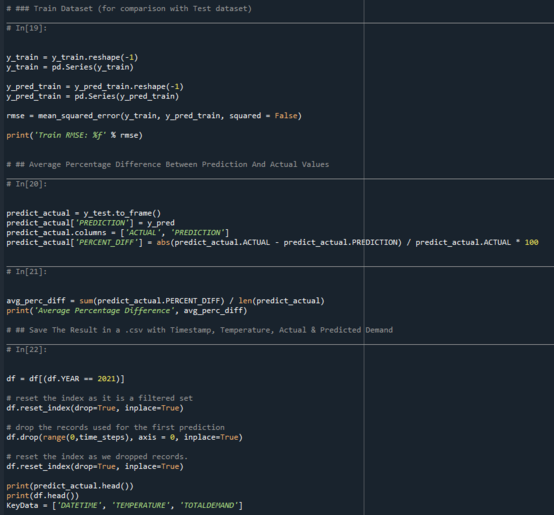 # ### Train Dataset (for comparison with Test dataset)
# In[19]:
y_train = y_train.reshape(-1)
y_train = pd.Series(y_train)
y_pred_train = y_pred_train.reshape(-1)
y_pred_train = pd.Series(y_pred_train)
rmse = mean_squared_error(y_train, y_pred_train, squared = False)
print('Train RMSE: %f' % rmse)
# ## Average Percentage Difference Between Prediction And Actual Values
# In[20]:
predict_actual = y_test.to_frame()
predict_actual['PREDICTION'] = y_pred
predict_actual.columns = ['ACTUAL', 'PREDICTION']
predict_actual['PERCENT_DIFF'] = abs(predict_actual.ACTUAL - predict_actual.PREDICTION) / predict_actual.ACTUAL * 100
# In[21]:
avg_perc_diff = sum(predict_actual.PERCENT_DIFF) / len(predict_actual)
print('Average Percentage Difference', avg_perc_diff)
# ## Save The Result in a .csv with Timestamp, Temperature, Actual & Predicted Demand
# In[22]:
df = df[(df.YEAR == 2021)]
# reset the index as it is a filtered set
df.reset_index(drop=True, inplace=True)
# drop the records used for the first prediction
df.drop(range(0,time_steps), axis = 0, inplace=True)
# reset the index as we dropped records.
df.reset_index(drop=True, inplace=True)
print(predict_actual.head())
print(df.head())
KeyData = ['DATETIME', 'TEMPERATURE', 'TOTALDEMAND']